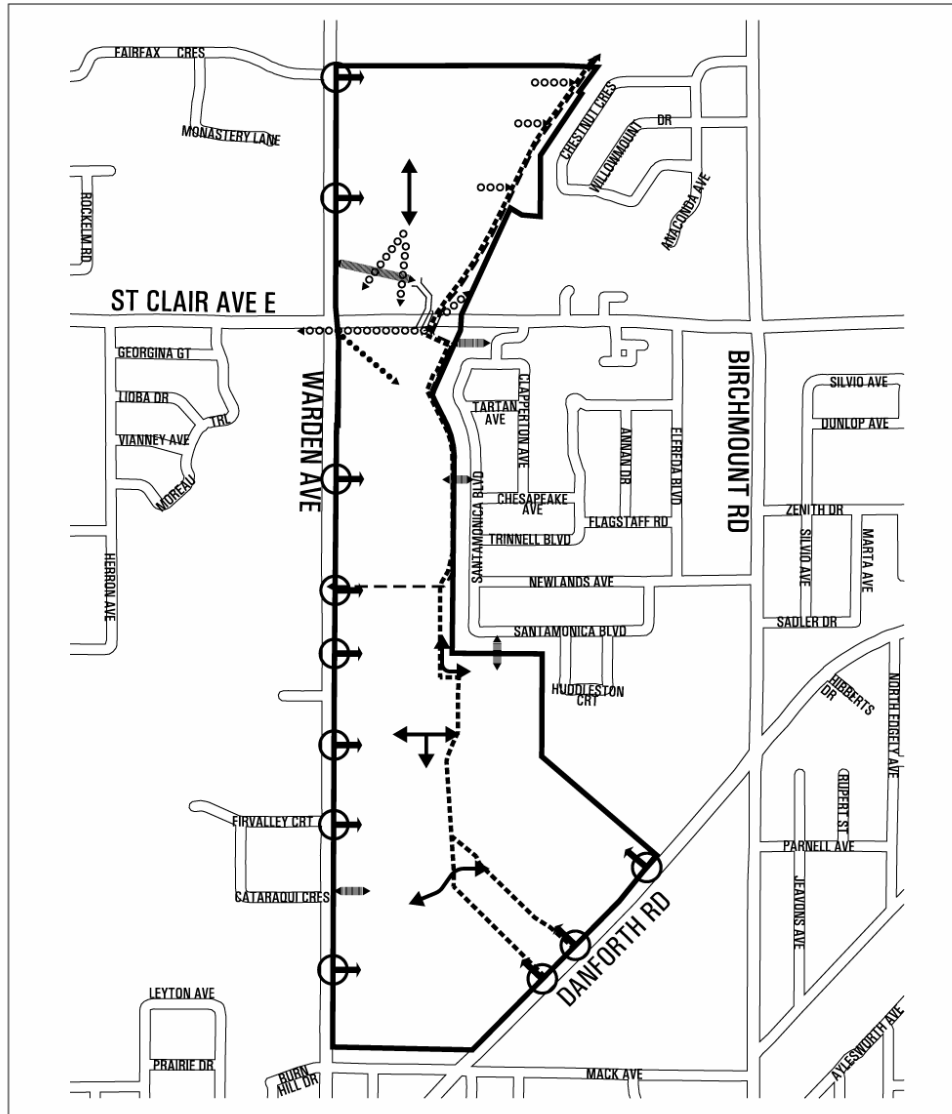 FAIRFAX CRES
MONASTERY LANE
ROCKELM RD
CHESTNUT CRES
WILLOWMOUNT DR
ANACONDA AVE
ST CLAIR AVE E
GEORGINA GT
LIOBA DR
TRL
VIANNEY AVE
MOREAU
HERRON AVE
WARDEN AVE
TARTAN
AVE
CLAPPERTON AVE
SANTAMONICA BLVD
CHESAPEAKE
AVE
ANNAN DR
ELFREDA BLVD
FLAGSTAFF RD
TRINNELL BLVD
NEWLANDS AVE
SANTAMONICA BLVD
HUDDLESTON
CRT
BIRCHMOUNT RD
SILVIO AVE
DUNLOP AVE
ZENITH DR
SILVIO AVE
MARTA AVE
SADLER DR
HIBBERTS
DR
NORTH EDGELY AVE
RUPERT ST
PARNELL AVE
JEAVONS AVE
FIRVALLEY CRT
CATARAQUI CRES
DANFORTH RD
LEYTON AVE
PRAIRIE DR
BURN
HILL DR
MACK AVE
AYLESWORTH AVE